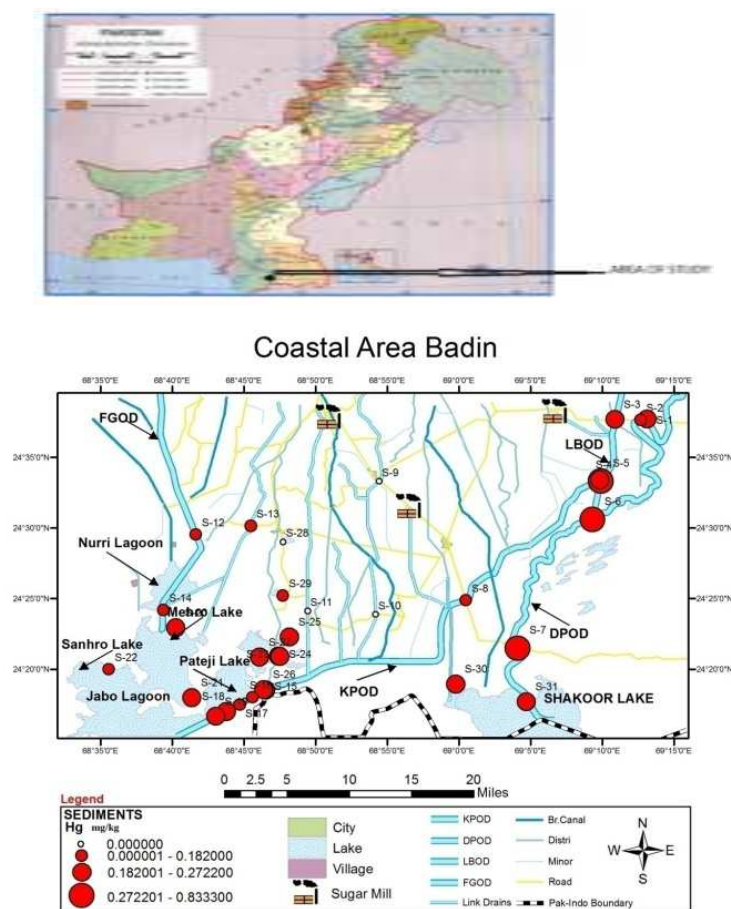 PAKISTAN
AREA OF STUDY
Coastal Area Badin
68°35'0"E 68°40'0"E 68°45'0"E 68°50'0"E 68°55'0"E 69°0'0"E 69°5'0"E 69°10'0"E 69°15'0"E
FGOD
S-3
S-2
S-1
LBOD
S-5
S-9
24°35'0"N 24°35'0"N
S-6
S-12
S-13
S-28
24°30'0"N 24°30'0"N
Nurri Lagoon
S-29
S-11
S-10
S-8
24°25'0"N 24°25'0"N
S-14
Mehro Lake
S-25
DPOD
S-7
Sanhro Lake
S-22
Pateji Lake
S-24
24°20'0"N 24°20'0"N
S-21
S-26
S-30
S-31
Jabo Lagoon
S-18
S-15
KPOD
SHAKOOR LAKE
S-17
68°35'0"E 68°40'0"E 68°45'0"E 68°50'0"E 68°55'0"E 69°0'0"E 69°5'0"E 69°10'0"E 69°15'0"E
0 2.5 5 10 15 20
Miles
Legend
SEDIMENTS
Hg mg/kg
0.000000
0.000001 - 0.182000
0.182001 - 0.272200
0.272201 - 0.833300
City
Lake
Village
Sugar Mill
KPOD
DPOD
LBOD
FGOD
Link Drains
Br.Canal
Distri
Minor
Road
Pak-Indo Boundary
N
W E
S